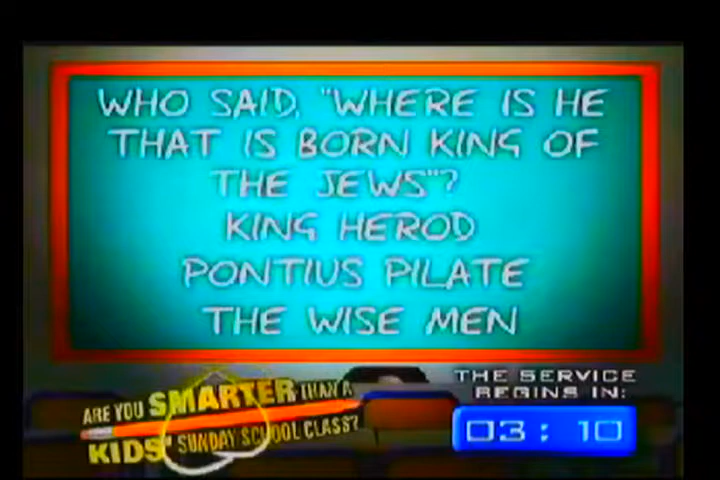 WHO SAID, "WHERE IS HE
THAT IS BORN KING OF
THE JEWS"?
KING HEROD
PONTIUS PILATE
THE WISE MEN
ARE YOU SMARTER THAN A
KIDS' SUNDAY SCHOOL CLASS?
THE SERVICE
BEGINS IN:
03:10